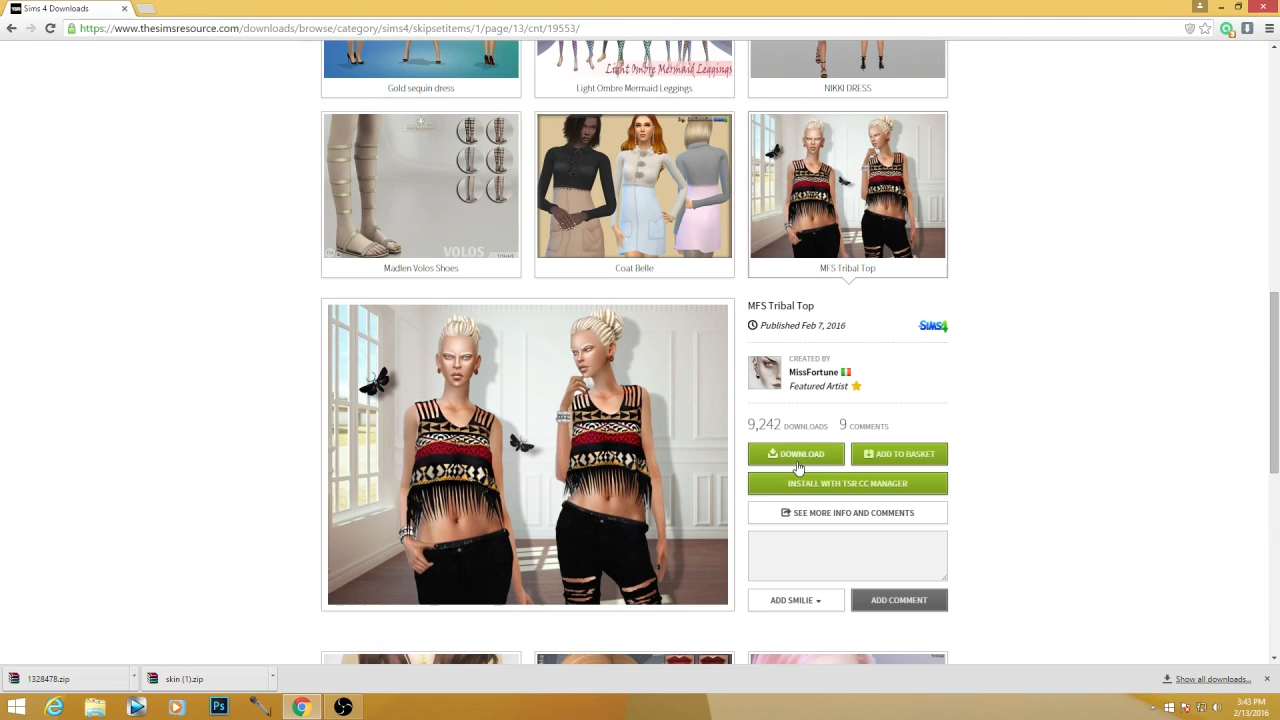 Sims 4 Downloads
https://www.thesimsresource.com/downloads/browse/category/sims4/skipsetitems/1/page/13/cnt/19553/
Light Ombre Mermaid Leggings
Gold sequin dress
Light Ombre Mermaid Leggings
NIKKI DRESS
VOLOS
Madlen Volos Shoes
Coat Belle
MFS Tribal Top
MFS Tribal Top
Published Feb 7, 2016
SIMS4
CREATED BY
MissFortune
Featured Artist
9,242 DOWNLOADS 9 COMMENTS
DOWNLOAD
ADD TO BASKET
INSTALL WITH TSR CC MANAGER
SEE MORE INFO AND COMMENTS
ADD SMILIE
ADD COMMENT
1328478.zip
skin (1).zip
Show all downloads...
Ps
3:43 PM
2/13/2016